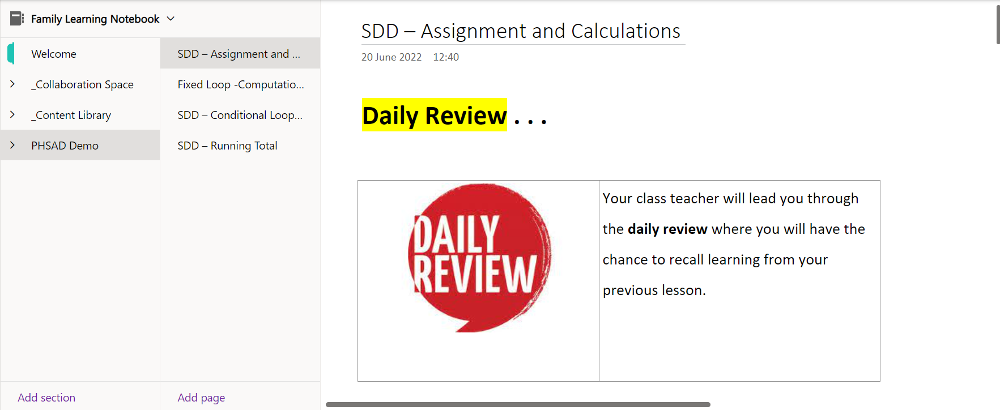 Family Learning Notebook
Welcome
_Collaboration Space
_Content Library
PHSAD Demo
Add section
SDD – Assignment and ...
Fixed Loop -Computatio...
SDD – Conditional Loop...
SDD – Running Total
Add page
SDD – Assignment and Calculations
20 June 2022 12:40
Daily Review . . .
DAILY
REVIEW
Your class teacher will lead you through
the daily review where you will have the
chance to recall learning from your
previous lesson.